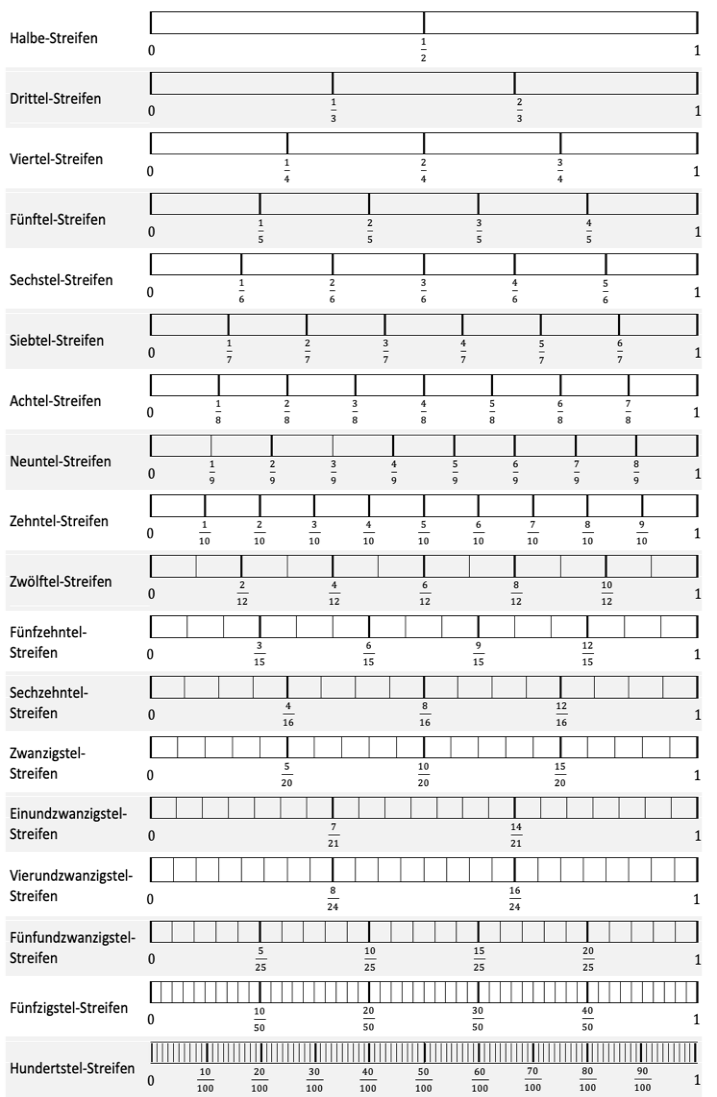 Halbe-Streifen
0 1/2 1
Drittel-Streifen
0 1/3 2/3 1
Viertel-Streifen
0 1/4 2/4 3/4 1
Fünftel-Streifen
0 1/5 2/5 3/5 4/5 1
Sechstel-Streifen
0 1/6 2/6 3/6 4/6 5/6 1
Siebtel-Streifen
0 1/7 2/7 3/7 4/7 5/7 6/7 1
Achtel-Streifen
0 1/8 2/8 3/8 4/8 5/8 6/8 7/8 1
Neuntel-Streifen
0 1/9 2/9 3/9 4/9 5/9 6/9 7/9 8/9 1
Zehntel-Streifen
0 1/10 2/10 3/10 4/10 5/10 6/10 7/10 8/10 9/10 1
Zwölftel-Streifen
0 2/12 4/12 6/12 8/12 10/12 1
Fünfzehntel-
Streifen
0 3/15 6/15 9/15 12/15 1
Sechzehntel-
Streifen
0 4/16 8/16 12/16 1
Zwanzigstel-
Streifen
0 5/20 10/20 15/20 1
Einundzwanzigstel-
Streifen
0 7/21 14/21 1
Vierundzwanzigstel-
Streifen
0 8/24 16/24 1
Fünfundzwanzigstel-
Streifen
0 5/25 10/25 15/25 20/25 1
Fünfzigstel-Streifen
0 10/50 20/50 30/50 40/50 1
Hundertstel-Streifen
0 10/100 20/100 30/100 40/100 50/100 60/100 70/100 80/100 90/100 1